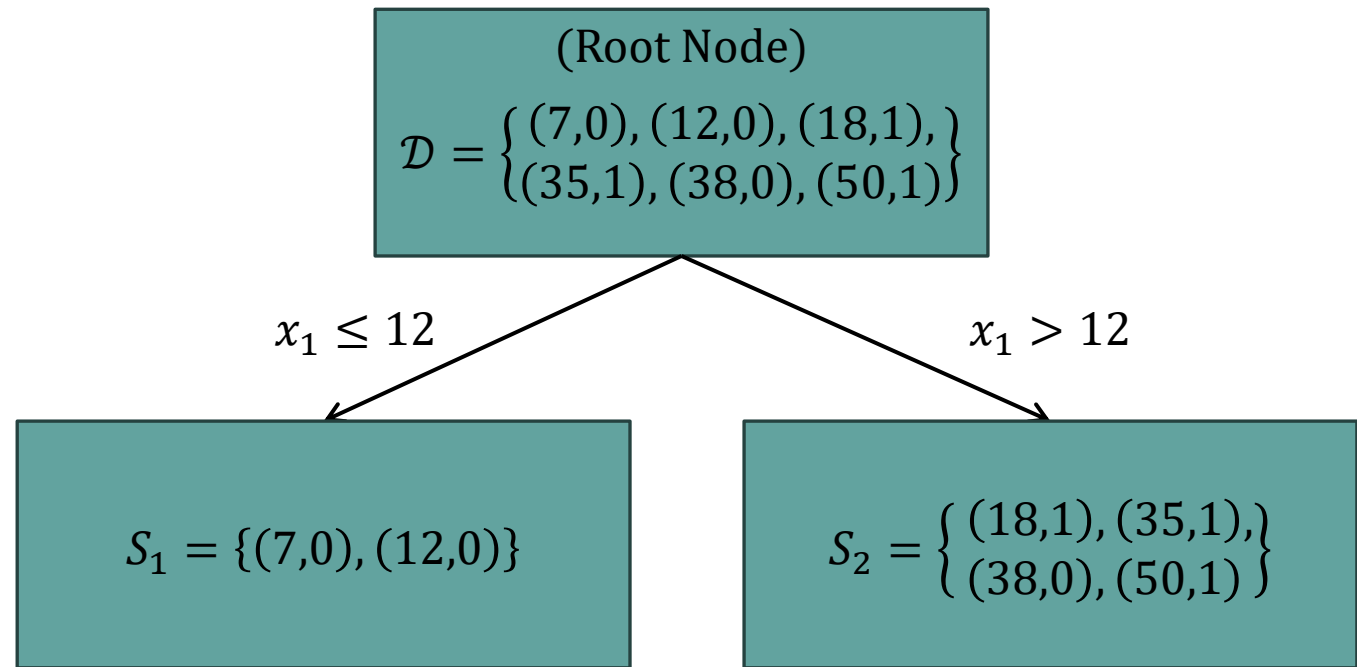 (Root Node)
𝒟 = { (7,0), (12,0), (18,1),
(35,1), (38,0), (50,1) }
x₁ ≤ 12
x₁ > 12
S₁ = {(7,0), (12,0)}
S₂ = { (18,1), (35,1),
(38,0), (50,1) }